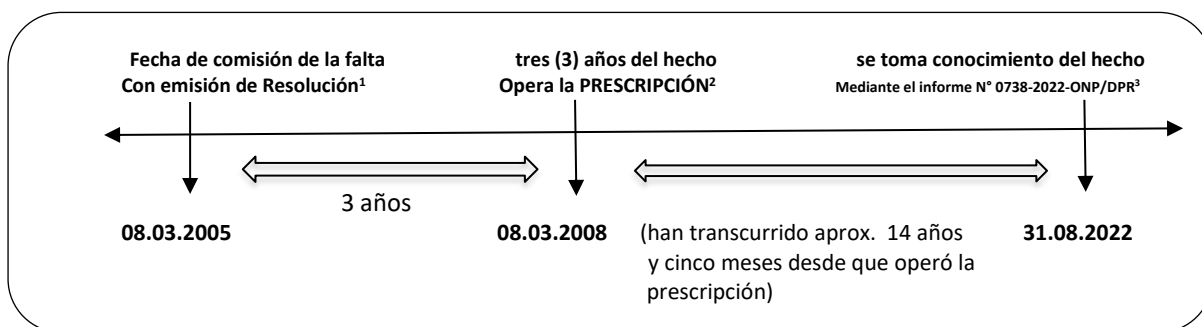 Fecha de comisión de la falta
Con emisión de Resolución¹
tres (3) años del hecho
Opera la PRESCRIPCIÓN²
se toma conocimiento del hecho
Mediante el informe N° 0738-2022-ONP/DPR³
3 años
08.03.2005
08.03.2008
(han transcurrido aprox. 14 años
y cinco meses desde que operó la
prescripción)
31.08.2022